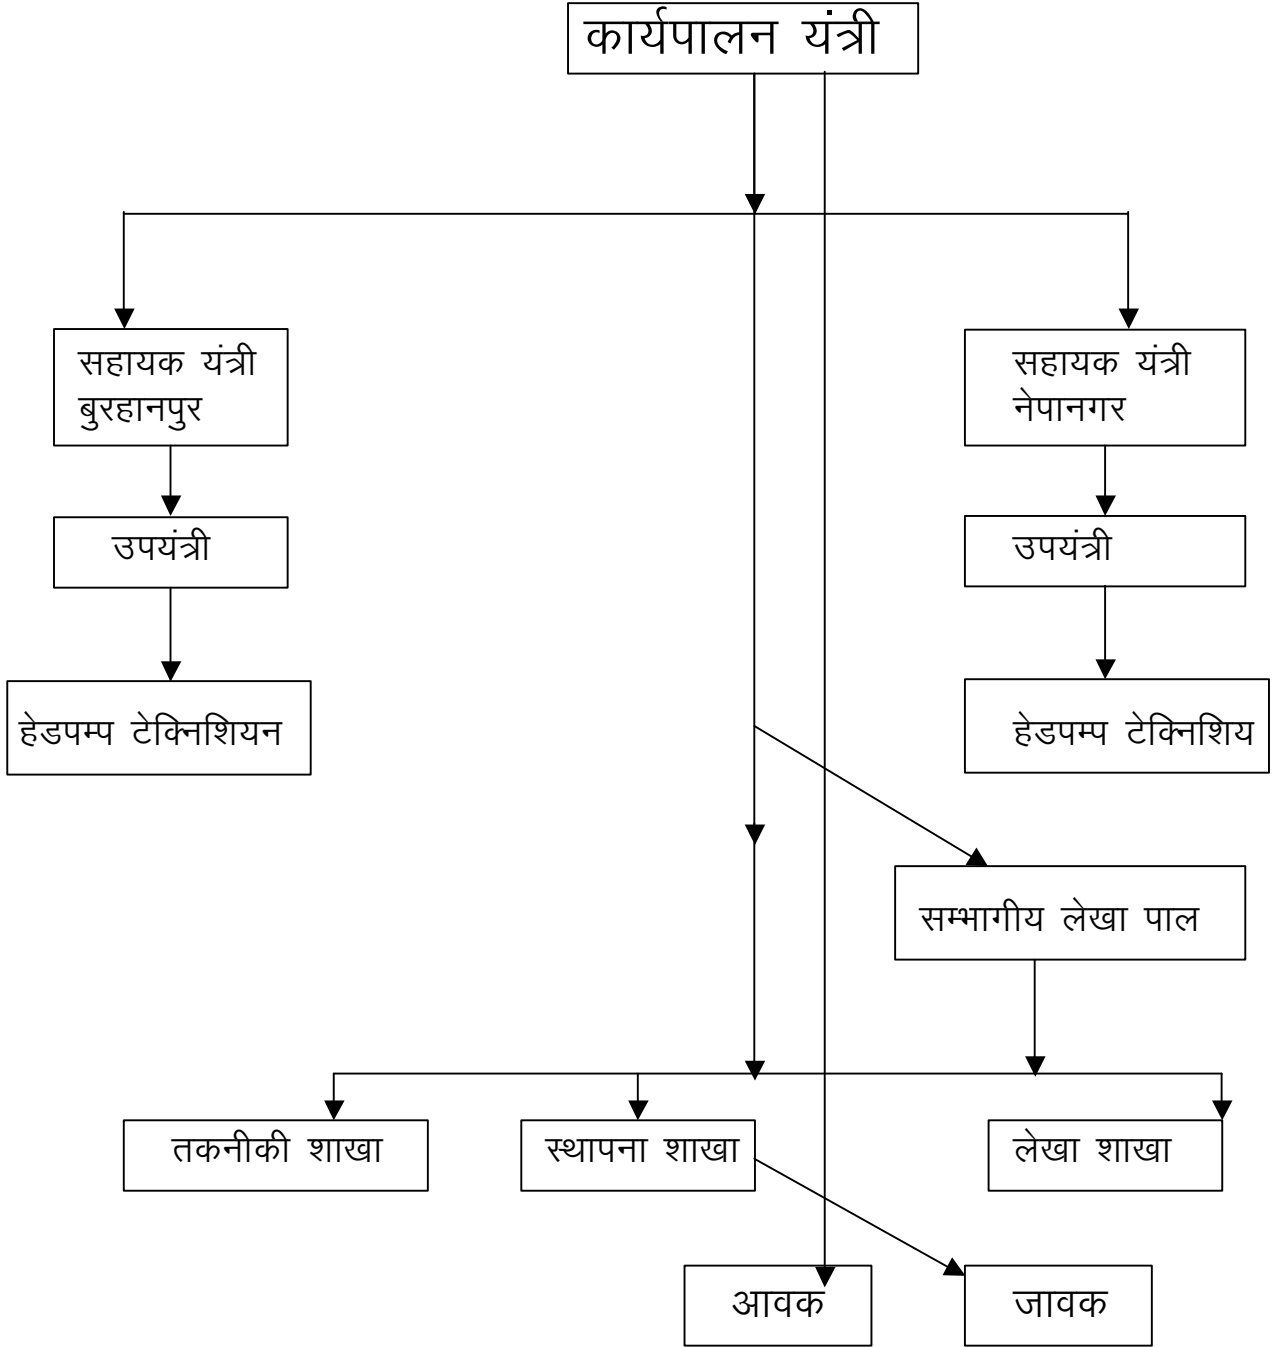 कार्यपालन यंत्री
सहायक यंत्री
बुरहानपुर
सहायक यंत्री
नेपानगर
उपयंत्री
उपयंत्री
हेडपम्प टेक्निशियन
हेडपम्प टेक्निशिय
सम्भागीय लेखा पाल
तकनीकी शाखा
स्थापना शाखा
लेखा शाखा
आवक
जावक